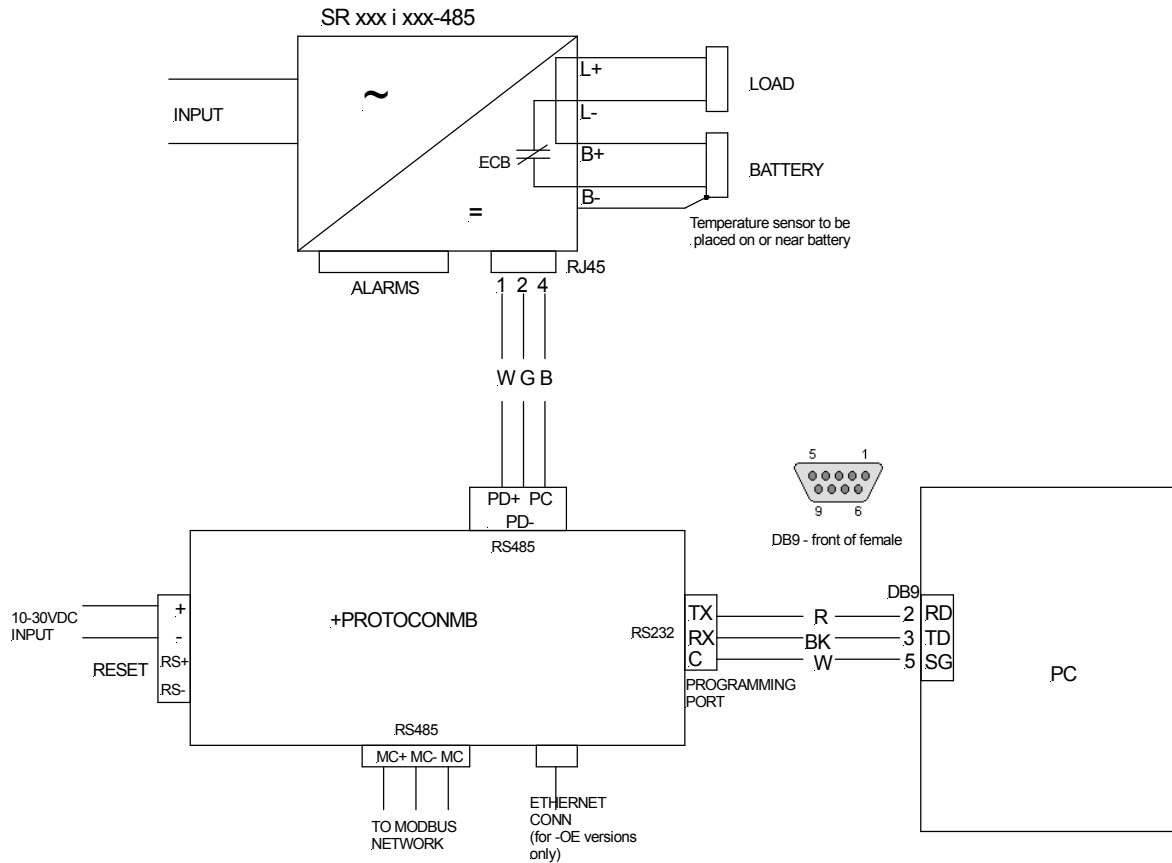 SR xxx i xxx-485
~
INPUT
L+
L-
ECB
B+
B-
=
LOAD
BATTERY
Temperature sensor to be
placed on or near battery
ALARMS
RJ45
1 2 4
W G B
PD+ PC
PD-
RS485
10-30VDC
INPUT
RESET
+
-
RS+
RS-
+PROTOCONMB
RS232
TX
RX
C
PROGRAMMING
PORT
R
BK
W
5 1
9 6
DB9 - front of female
DB9
2 RD
3 TD
5 SG
PC
RS485
MC+ MC- MC
TO MODBUS
NETWORK
ETHERNET
CONN
(for -OE versions
only)